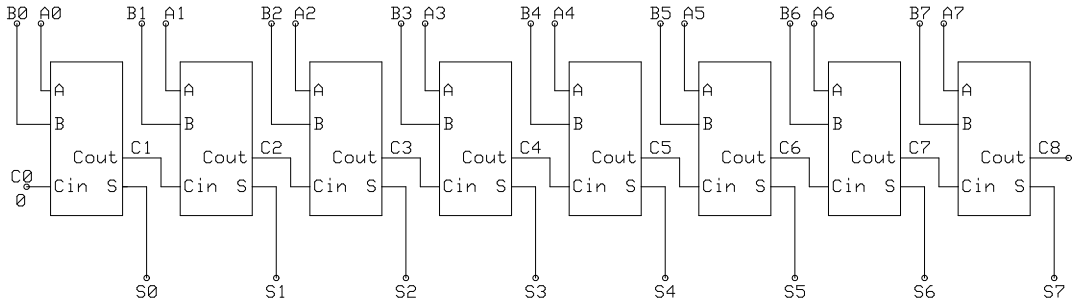 B0 A0 B1 A1 B2 A2 B3 A3 B4 A4 B5 A5 B6 A6 B7 A7
A A A A A A A A
B B B B B B B B
Cout C1 Cout C2 Cout C3 Cout C4 Cout C5 Cout C6 Cout C7 Cout C8
C0 Cin S Cin S Cin S Cin S Cin S Cin S Cin S Cin S
0
S0 S1 S2 S3 S4 S5 S6 S7